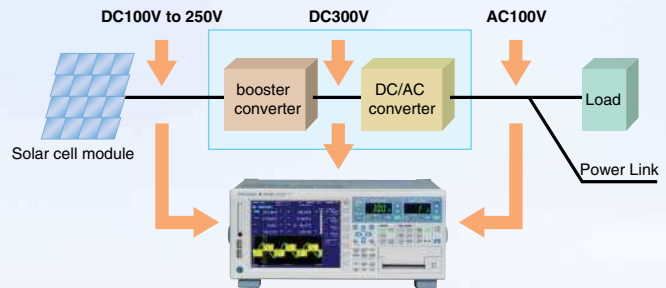 DC100V to 250V
DC300V
AC100V
booster
converter
DC/AC
converter
Load
Solar cell module
Power Link